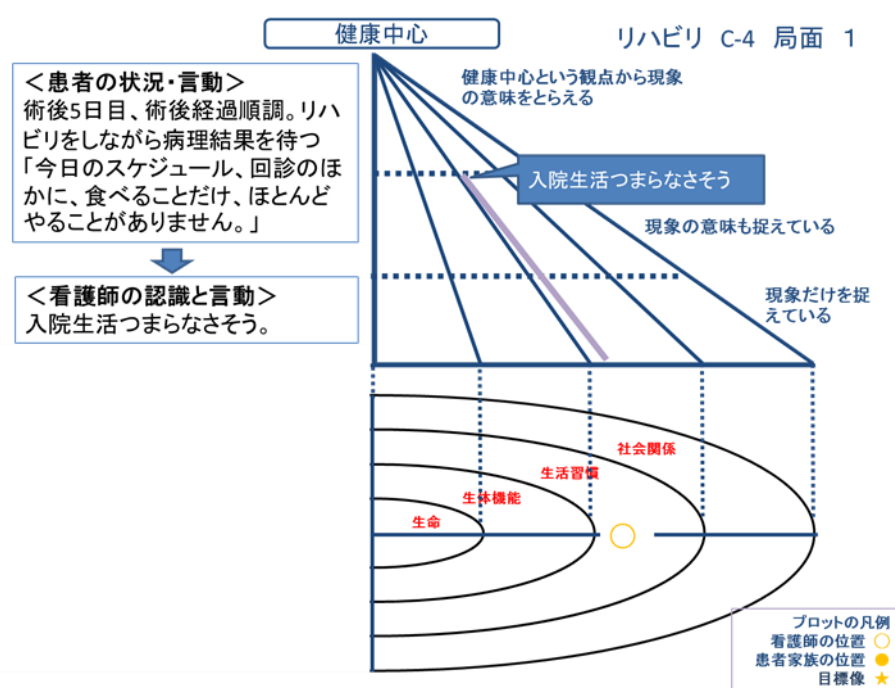 健康中心
リハビリ C-4 局面 1
＜患者の状況・言動＞
術後5日目、術後経過順調。リハ
ビリをしながら病理結果を待つ
「今日のスケジュール、回診のほ
かに、食べることだけ、ほとんど
やることがありません。」
＜看護師の認識と言動＞
入院生活つまらなさそう。
健康中心という観点から現象
の意味をとらえる
入院生活つまらなさそう
現象の意味も捉えている
現象だけを捉
えている
社会関係
生活習慣
生体機能
生命
プロットの凡例
看護師の位置
患者家族の位置
目標像